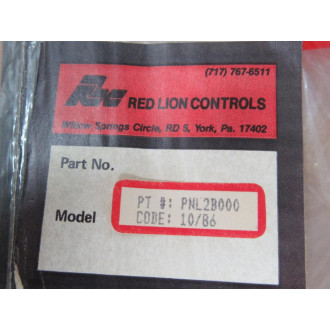 (717) 767-6511
RED LION CONTROLS
Willow Springs Circle, RD 5, York, Pa. 17402
Part No.
PT #: PNL2B000
Model
CODE: 10/86